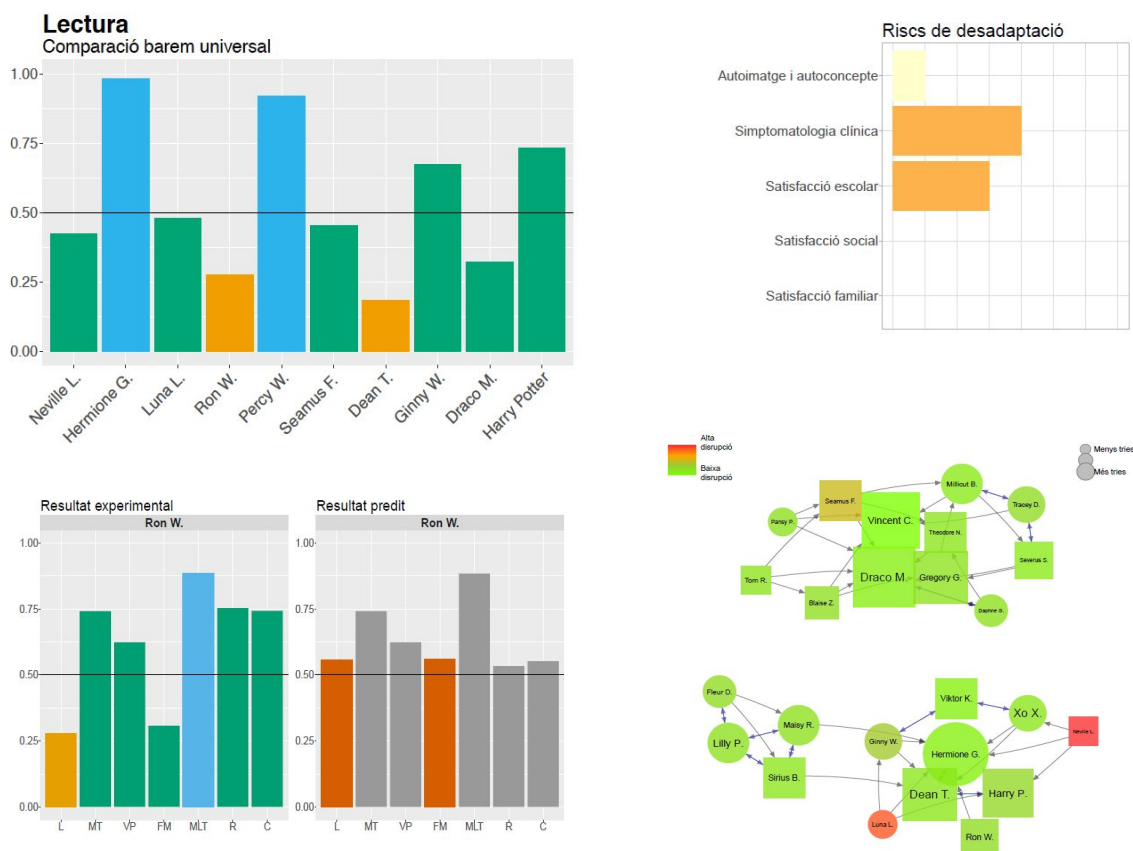 Lectura
Comparació barem universal
1.00
0.75
0.50
0.25
0.00
Neville L.
Hermione G.
Luna L.
Ron W.
Percy W.
Seamus F.
Dean T.
Ginny W.
Draco M.
Harry Potter
Riscs de desadaptació
Autoimatge i autoconcepte
Simptomatologia clínica
Satisfacció escolar
Satisfacció social
Satisfacció familiar
Resultat experimental
Ron W.
1.00
0.75
0.50
0.25
0.00
L MT VP FM MLT R C
Resultat predit
Ron W.
1.00
0.75
0.50
0.25
0.00
L MT VP FM MLT R C
Alta
disrupció
Baixa
disrupció
Menys tries
Més tries
Seamus F.
Millicut B.
Tracey D.
Pansy P.
Vincent C.
Theodore N.
Severus S.
Tom R.
Draco M.
Gregory G.
Blaise Z.
Daphne G.
Fleur D.
Viktor K.
Maisy R.
Xo X.
Neville L.
Lilly P.
Ginny W.
Hermione G.
Sirius B.
Dean T.
Harry P.
Luna L.
Ron W.